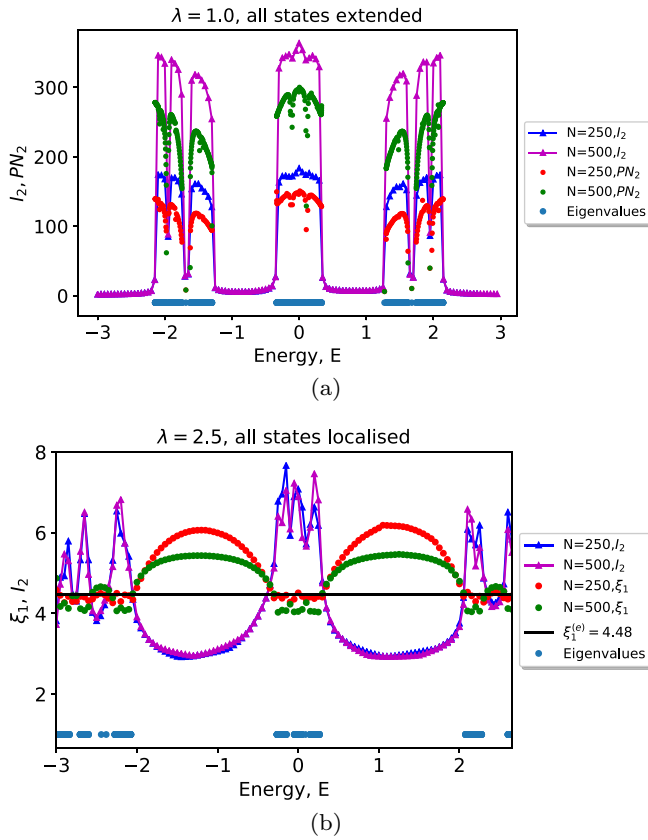 λ = 1.0, all states extended
I₂, PN₂
300
200
100
0
−3
−2
−1
0
1
2
3
Energy, E
N=250,I₂
N=500,I₂
N=250,PN₂
N=500,PN₂
Eigenvalues
(a)
λ = 2.5, all states localised
ξ₁, I₂
8
6
4
2
−3
−2
−1
0
1
2
Energy, E
N=250,I₂
N=500,I₂
N=250,ξ₁
N=500,ξ₁
ξ₁⁽ᵉ⁾ = 4.48
Eigenvalues
(b)